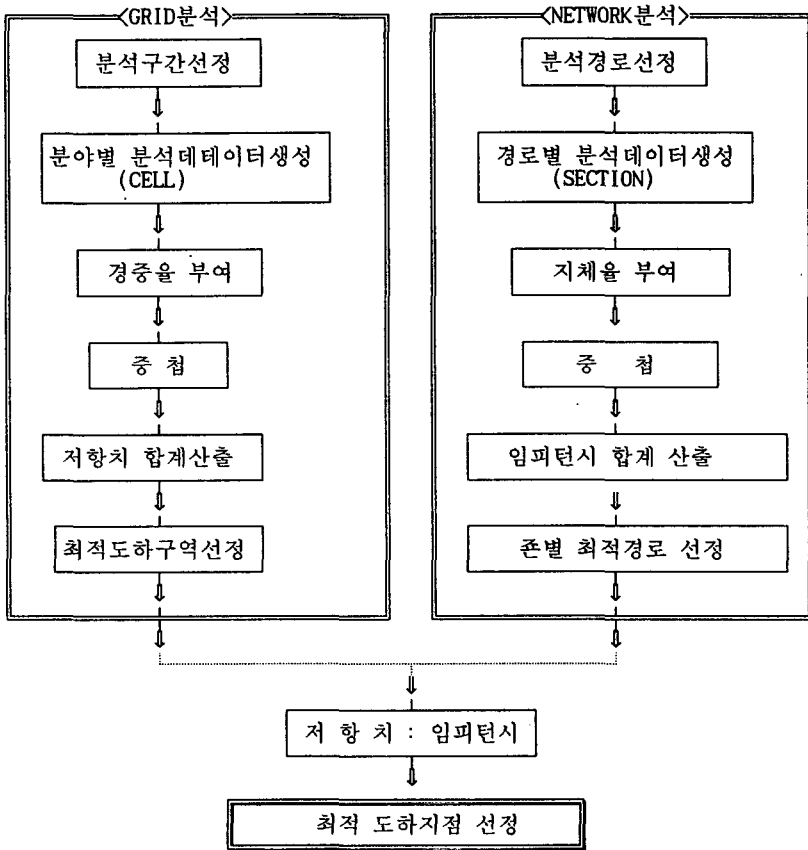 <GRID분석>
분석구간선정
분야별 분석데테이터생성
(CELL)
경중율 부여
중 첩
저항치 합계산출
최적도하구역선정
<NETWORK분석>
분석경로선정
경로별 분석데이터생성
(SECTION)
지체율 부여
중 첩
임피턴시 합계 산출
죤별 최적경로 선정
저 항 치 : 임피턴시
최적 도하지점 선정